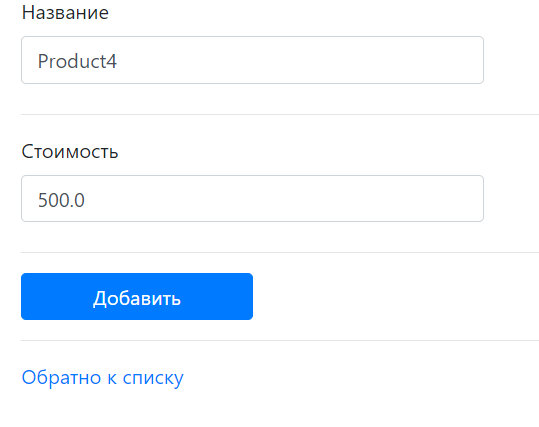 Название
Product4
Стоимость
500.0
Добавить
Обратно к списку